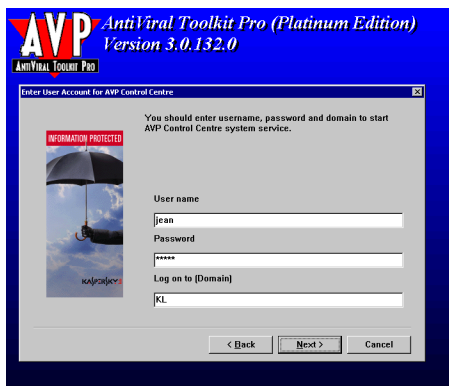 AVP
ANTIVIRAL TOOLKIT PRO
AntiViral Toolkit Pro (Platinum Edition)
Version 3.0.132.0
Enter User Account for AVP Control Centre
INFORMATION PROTECTED
KASPERSKY
You should enter username, password and domain to start
AVP Control Centre system service.
User name
jean
Password
*****
Log on to (Domain)
KL
< Back
Next >
Cancel